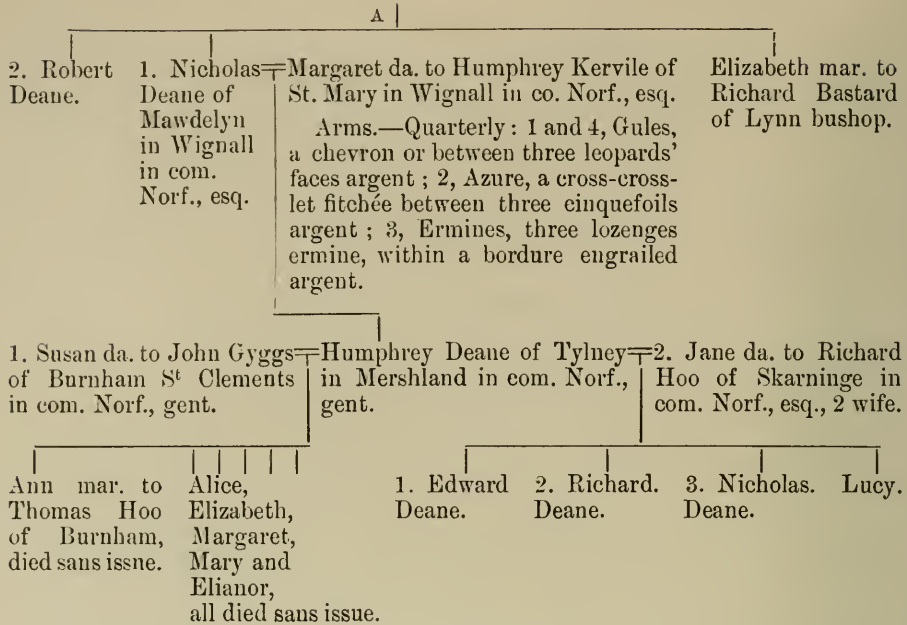 A
2. Robert
Deane.
1. Nicholas
Deane of
Mawdelyn
in Wignall
in com.
Norf., esq.
Margaret da. to Humphrey Kervile of
St. Mary in Wignall in co. Norf., esq.
Arms.—Quarterly : 1 and 4, Gules,
a chevron or between three leopards'
faces argent ; 2, Azure, a cross-cross-
let fitchée between three cinquefoils
argent ; 3, Ermines, three lozenges
ermine, within a bordure engrailed
argent.
Elizabeth mar. to
Richard Bastard
of Lynn bushop.
1. Susan da. to John Gyggs
of Burnham Sᵗ Clements
in com. Norf., gent.
Humphrey Deane of Tylney
in Mershland in com. Norf.,
gent.
2. Jane da. to Richard
Hoo of Skarninge in
com. Norf., esq., 2 wife.
Ann mar. to
Thomas Hoo
of Burnham,
died sans issne.
Alice,
Elizabeth,
Margaret,
Mary and
Elianor,
all died sans issue.
1. Edward
Deane.
2. Richard.
Deane.
3. Nicholas.
Deane.
Lucy.